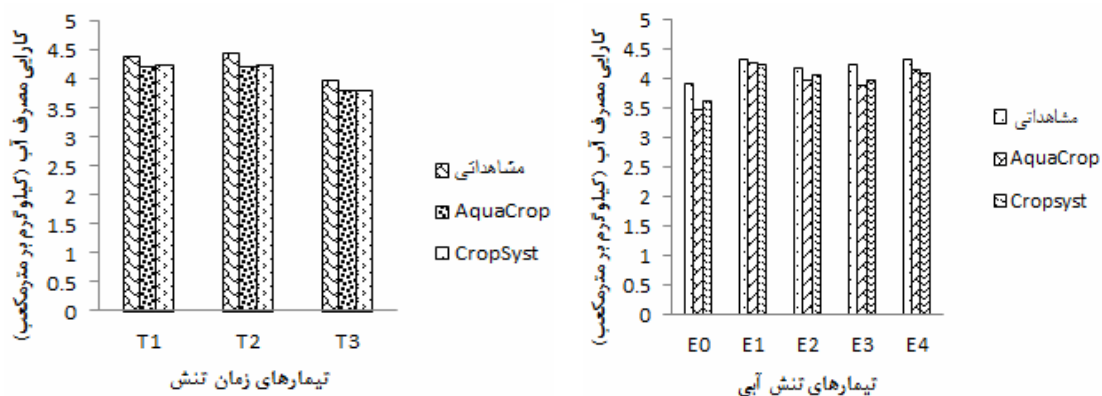 کارایی مصرف آب (کیلوگرم بر مترمکعب)
5
4.5
4
3.5
3
2.5
2
1.5
1
0.5
0
T1 T2 T3
تیمارهای زمان تنش
مشاهداتی
AquaCrop
CropSyst
کارایی مصرف آب (کیلوگرم بر مترمکعب)
5
4.5
4
3.5
3
2.5
2
1.5
1
0.5
0
E0 E1 E2 E3 E4
تیمارهای تنش آبی
مشاهداتی
AquaCrop
Cropsyst